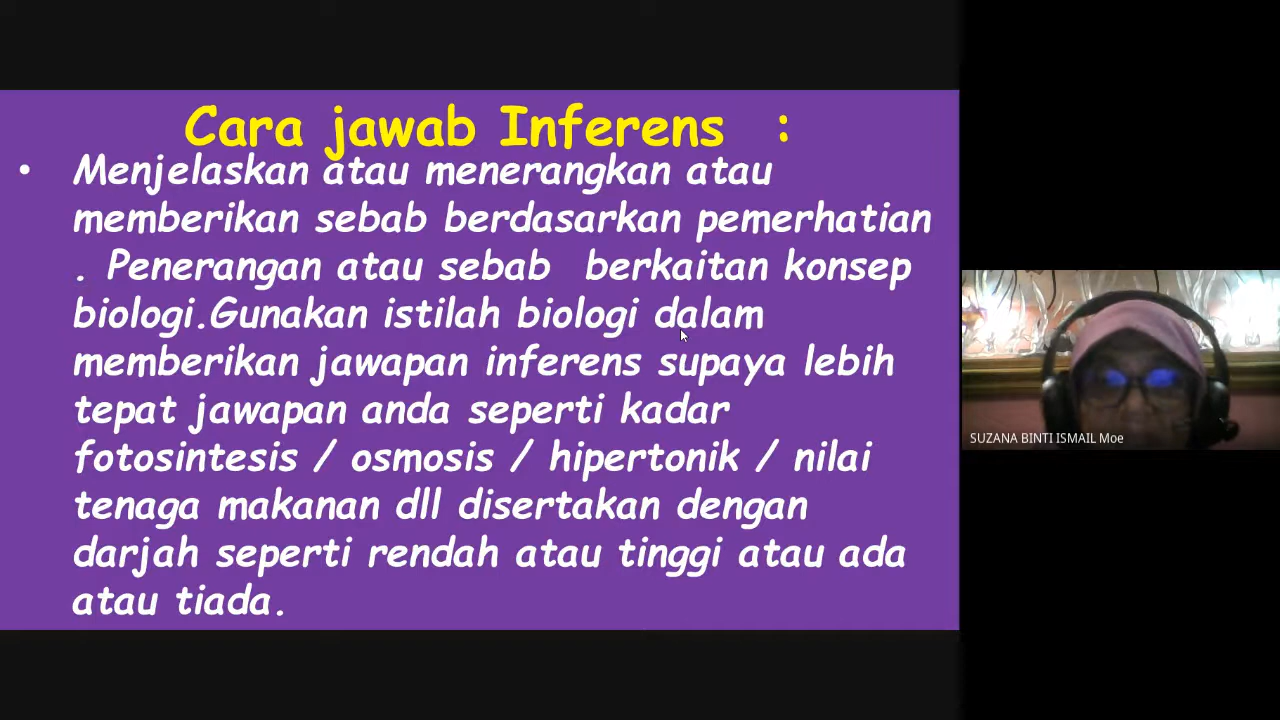 Cara jawab Inferens :
• Menjelaskan atau menerangkan atau
memberikan sebab berdasarkan pemerhatian
. Penerangan atau sebab berkaitan konsep
biologi.Gunakan istilah biologi dalam
memberikan jawapan inferens supaya lebih
tepat jawapan anda seperti kadar
fotosintesis / osmosis / hipertonik / nilai
tenaga makanan dll disertakan dengan
darjah seperti rendah atau tinggi atau ada
atau tiada.
SUZANA BINTI ISMAIL Moe